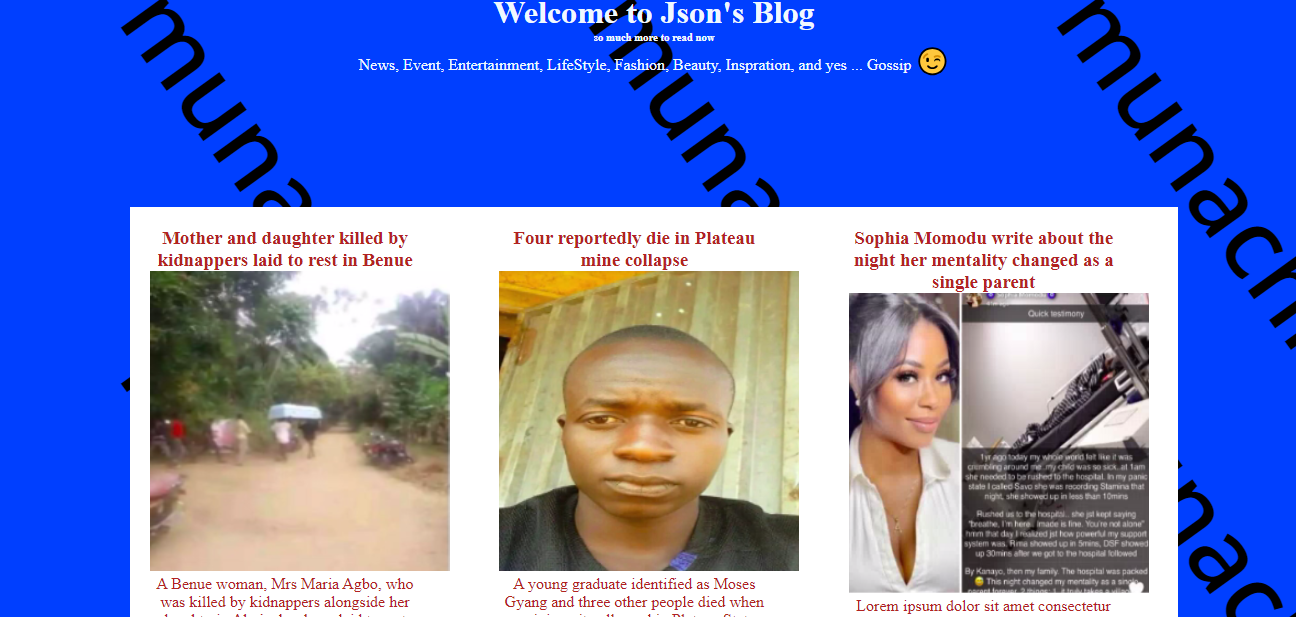 Welcome to Json's Blog
so much more to read now
News, Event, Entertainment, LifeStyle, Fashion, Beauty, Inspration, and yes ... Gossip 😉
munachi
muna
munach
Mother and daughter killed by
kidnappers laid to rest in Benue
A Benue woman, Mrs Maria Agbo, who
was killed by kidnappers alongside her
Four reportedly die in Plateau
mine collapse
A young graduate identified as Moses
Gyang and three other people died when
Sophia Momodu write about the
night her mentality changed as a
single parent
Quick testimony
1yr ago today my whole world felt like it was
crumbling around me..my child was so sick..at 1am
she needed to be rushed to the hospital. In my panic
state I called Savo she was recording Stamina that
night, she showed up in less than 10mins
Rushed us to the hospital.. she jst kept saying
"breathe, I'm here.. Imade is fine. You're not alone"
hmm that day I realized jst how powerful my support
system was. Rima showed up in 5mins, DSF showed
up 30mins after we got to the hospital followed
By Kanayo, then my family. The hospital was packed
😅 This night changed my mentality as a single
Lorem ipsum dolor sit amet consectetur